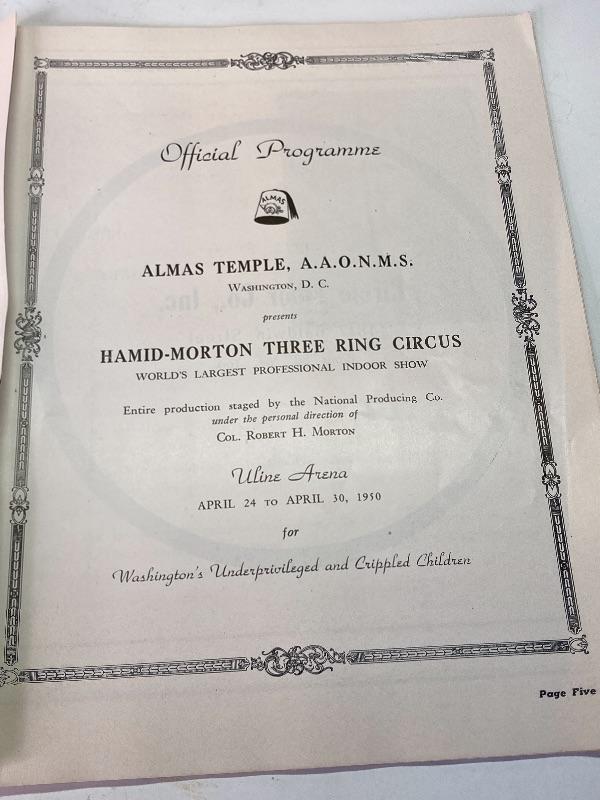 Official Programme
ALMAS
ALMAS TEMPLE, A.A.O.N.M.S.
WASHINGTON, D. C.
presents
HAMID-MORTON THREE RING CIRCUS
WORLD'S LARGEST PROFESSIONAL INDOOR SHOW
Entire production staged by the National Producing Co.
under the personal direction of
COL. ROBERT H. MORTON
Uline Arena
APRIL 24 TO APRIL 30, 1950
for
Washington's Underprivileged and Crippled Children
Page Five